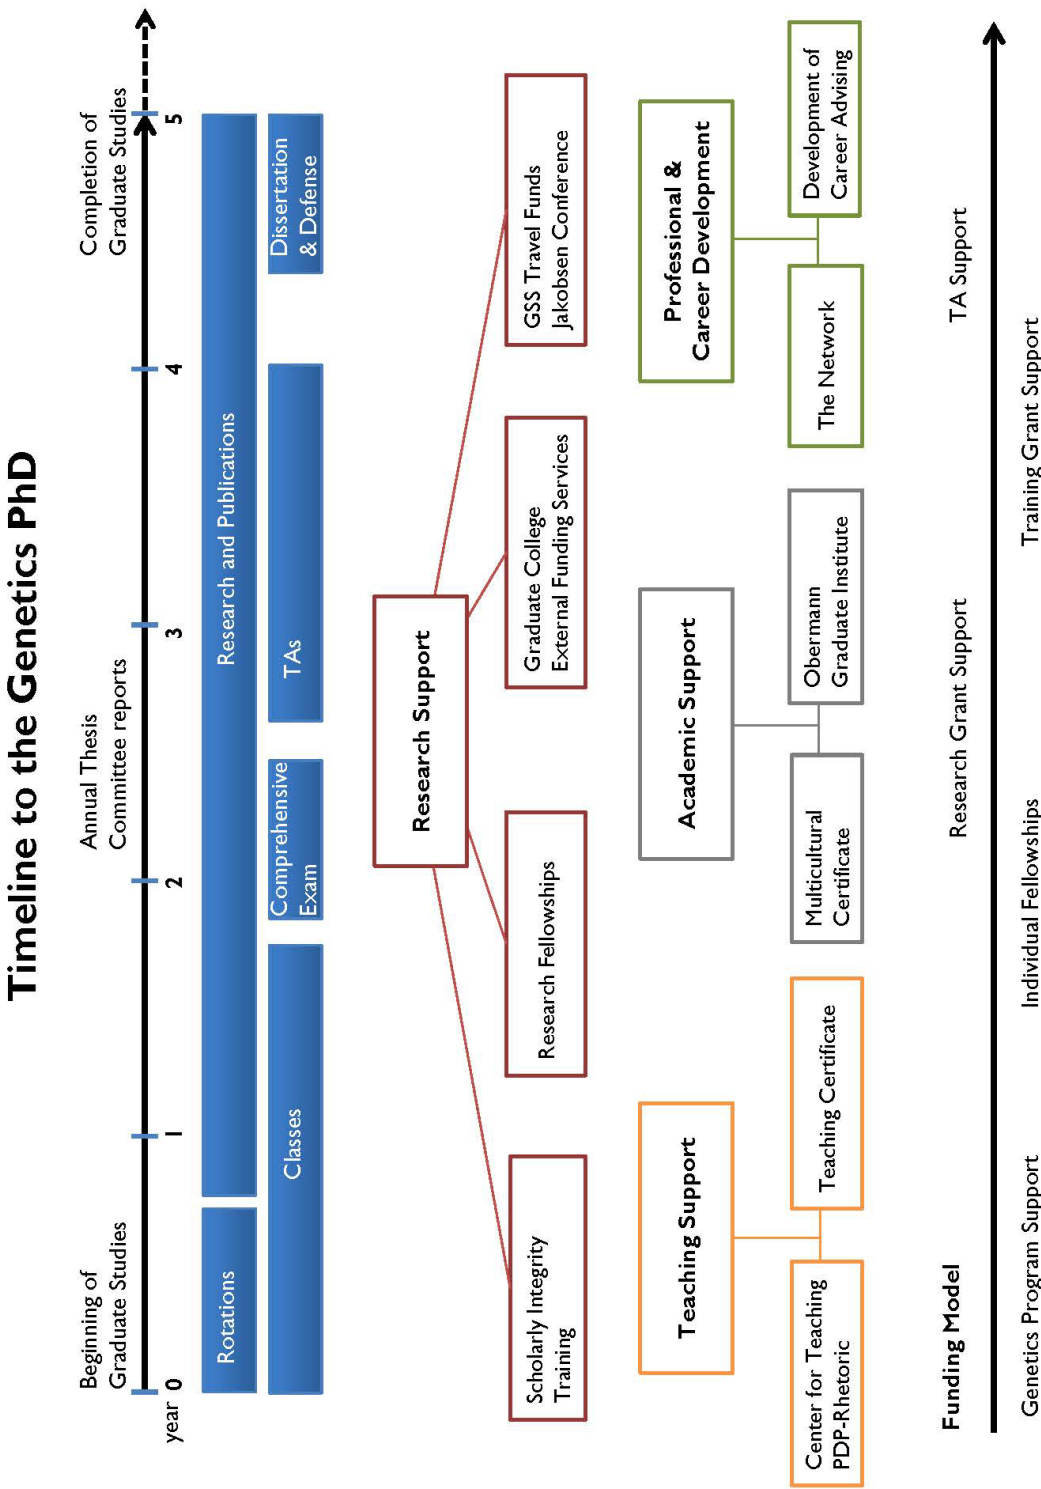 Timeline to the Genetics PhD
Beginning of
Graduate Studies
Annual Thesis
Committee reports
Completion of
Graduate Studies
year 0 1 2 3 4 5
Rotations
Research and Publications
Classes
Comprehensive
Exam
TAs
Dissertation
& Defense
Research Support
Scholarly Integrity
Training
Research Fellowships
Graduate College
External Funding Services
GSS Travel Funds
Jakobsen Conference
Teaching Support
Academic Support
Professional &
Career Development
Center for Teaching
PDP-Rhetoric
Teaching Certificate
Multicultural
Certificate
Obermann
Graduate Institute
The Network
Development of
Career Advising
Funding Model
Research Grant Support
TA Support
Genetics Program Support
Individual Fellowships
Training Grant Support